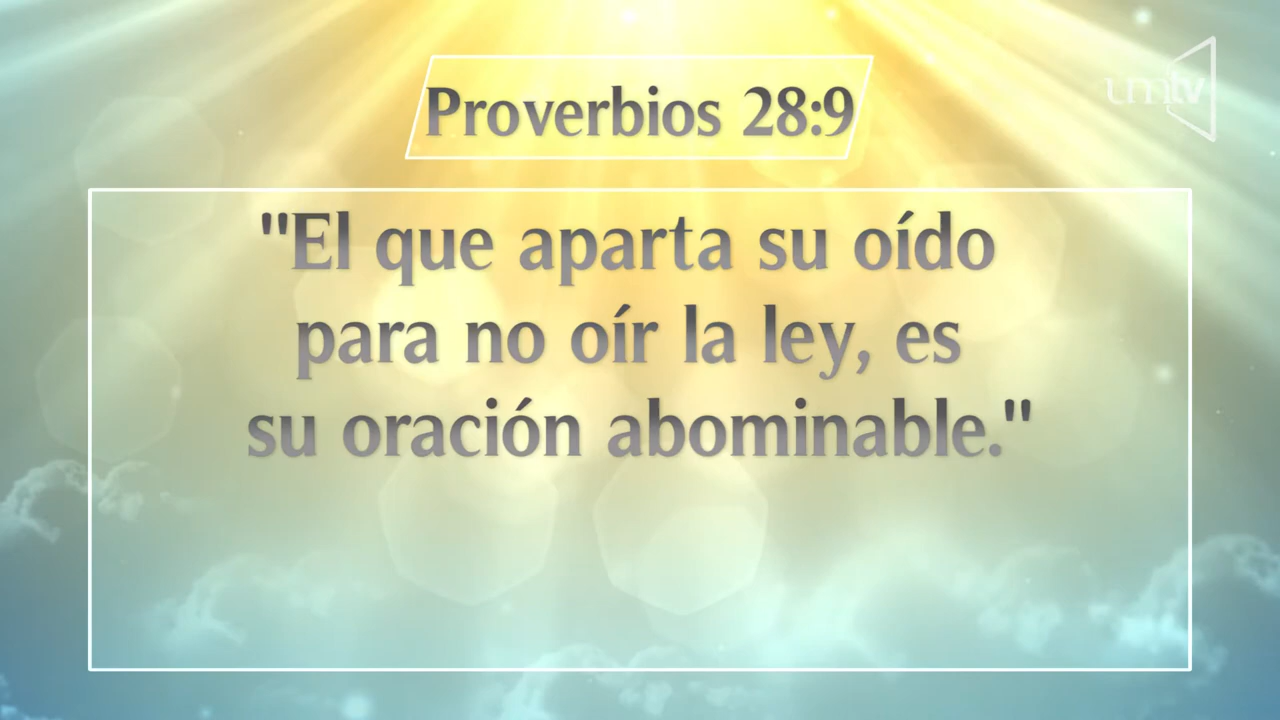 Proverbios 28:9
umtv
"El que aparta su oído
para no oír la ley, es
su oración abominable."